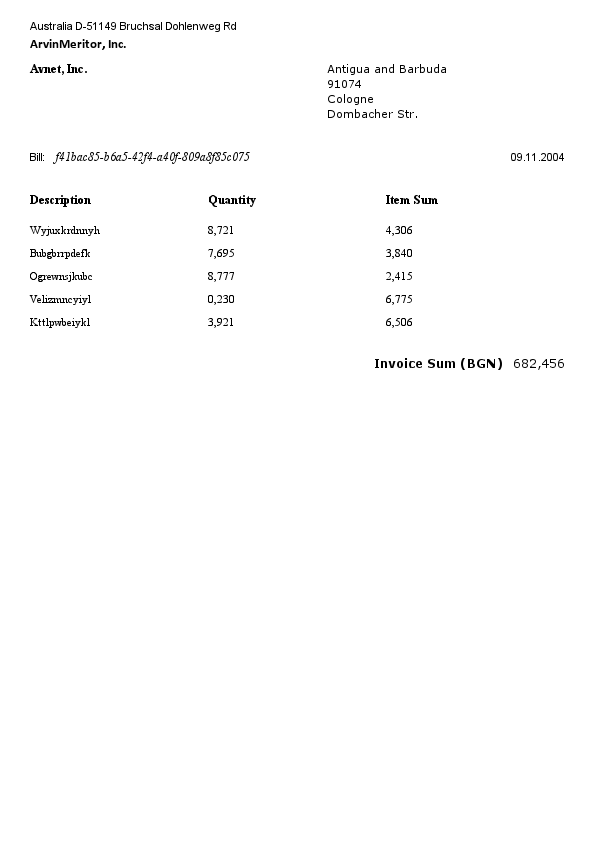 Australia D-51149 Bruchsal Dohlenweg Rd
ArvinMeritor, Inc.
Avnet, Inc.
Antigua and Barbuda
91074
Cologne
Dombacher Str.
Bill: f41bac85-b6a5-42f4-a40f-809a8f85c075 09.11.2004
Description Quantity Item Sum
Wyjuxkrdnnyh 8,721 4,306
Bubgbrrpdefk 7,695 3,840
Ogrewnsjkubc 8,777 2,415
Veliznuncyiyl 0,230 6,775
Kttlpwbeiykl 3,921 6,506
Invoice Sum (BGN) 682,456